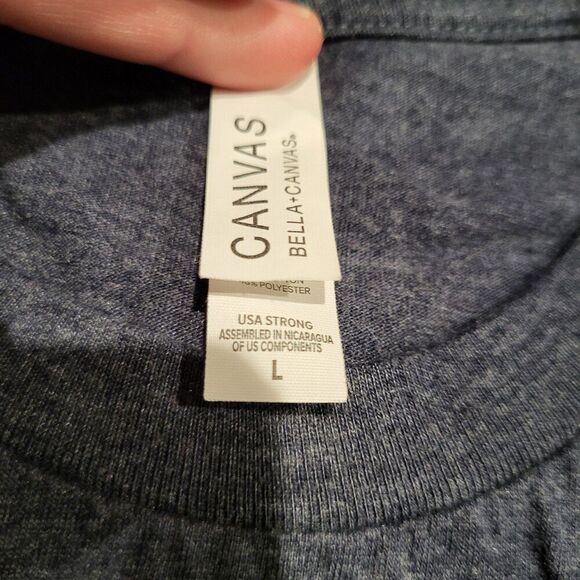 CANVAS
BELLA+CANVAS®
POLYESTER
USA STRONG
ASSEMBLED IN NICARAGUA
OF US COMPONENTS
L